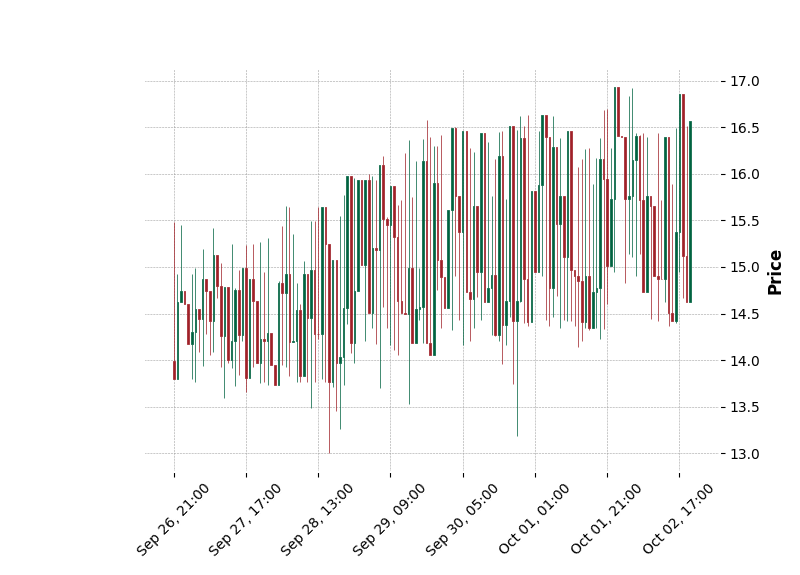 17.0
16.5
16.0
15.5
15.0
14.5
14.0
13.5
13.0
Price
Sep 26, 21:00
Sep 27, 17:00
Sep 28, 13:00
Sep 29, 09:00
Sep 30, 05:00
Oct 01, 01:00
Oct 01, 21:00
Oct 02, 17:00